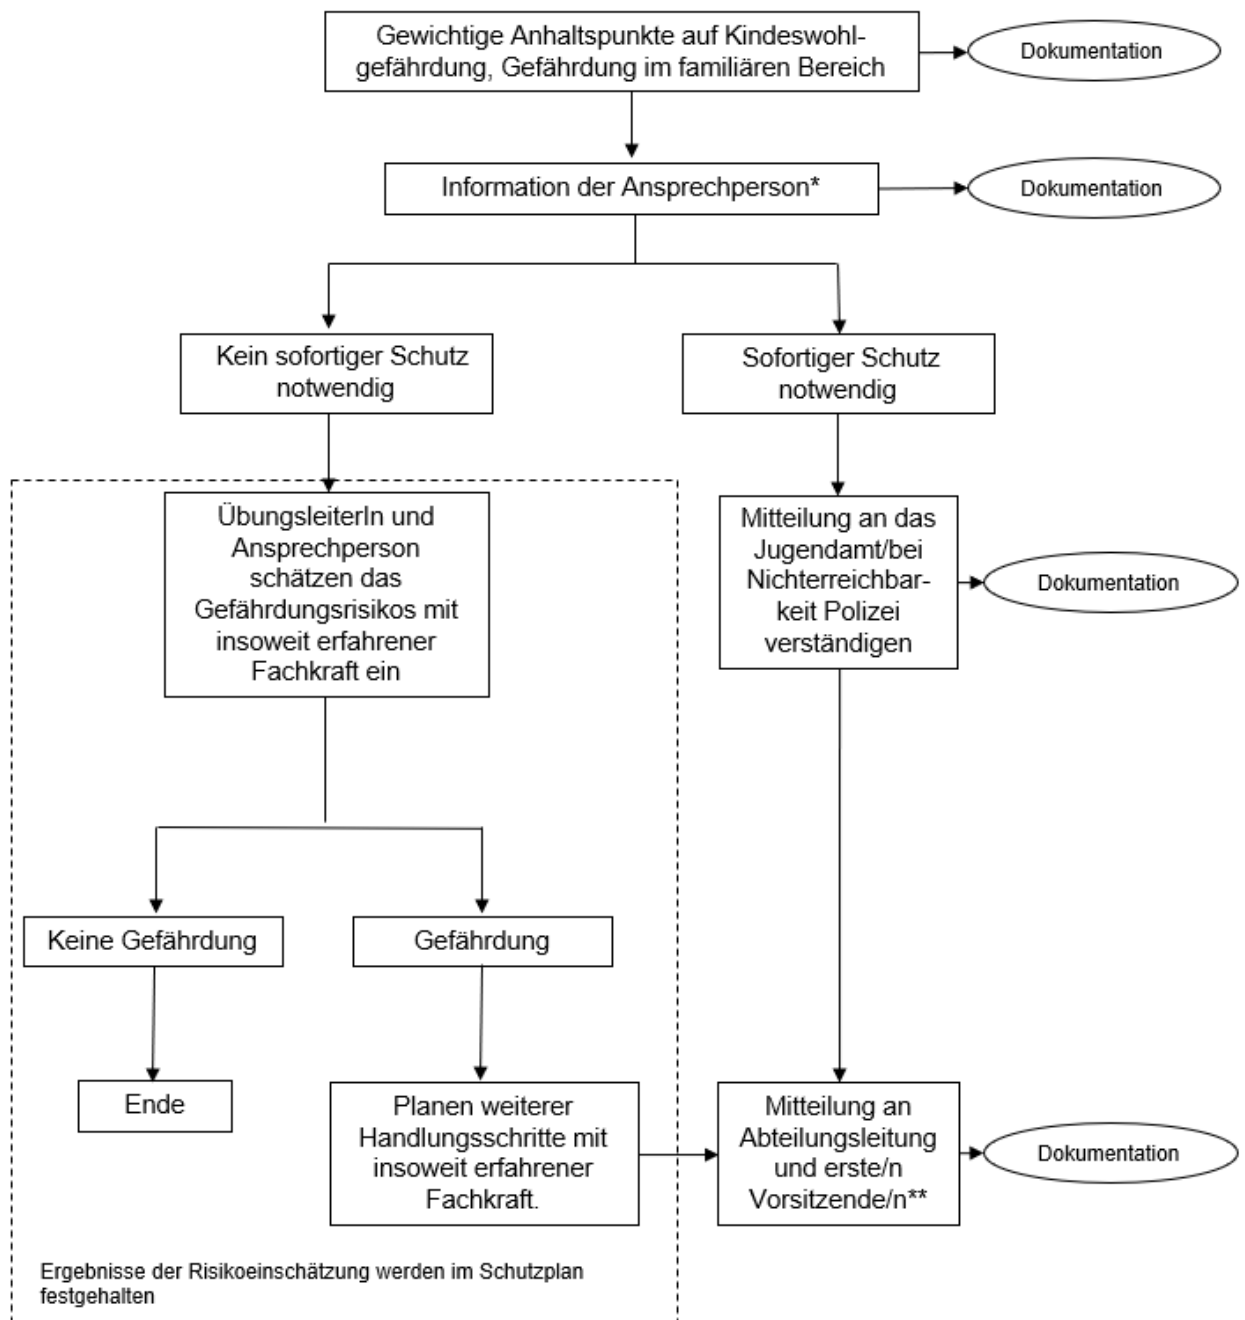 Gewichtige Anhaltspunkte auf Kindeswohl-
gefährdung, Gefährdung im familiären Bereich
Dokumentation
Information der Ansprechperson*
Dokumentation
Kein sofortiger Schutz
notwendig
Sofortiger Schutz
notwendig
ÜbungsleiterIn und
Ansprechperson
schätzen das
Gefährdungsrisikos mit
insoweit erfahrener
Fachkraft ein
Mitteilung an das
Jugendamt/bei
Nichterreichbar-
keit Polizei
verständigen
Dokumentation
Keine Gefährdung
Gefährdung
Ende
Planen weiterer
Handlungsschritte mit
insoweit erfahrener
Fachkraft.
Mitteilung an
Abteilungsleitung
und erste/n
Vorsitzende/n**
Dokumentation
Ergebnisse der Risikoeinschätzung werden im Schutzplan
festgehalten